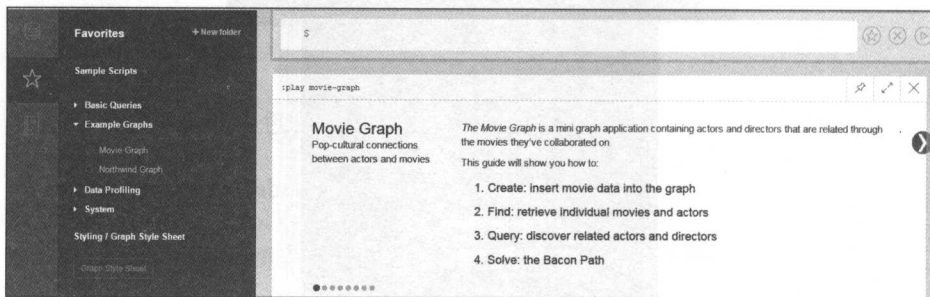 Favorites
+ New folder
Sample Scripts
Basic Queries
Example Graphs
Movie Graph
Northwind Graph
Data Profiling
System
Styling / Graph Style Sheet
Graph Style Sheet
$
:play movie-graph
Movie Graph
Pop-cultural connections
between actors and movies
The Movie Graph is a mini graph application containing actors and directors that are related through
the movies they've collaborated on.
This guide will show you how to:
1. Create: insert movie data into the graph
2. Find: retrieve individual movies and actors
3. Query: discover related actors and directors
4. Solve: the Bacon Path